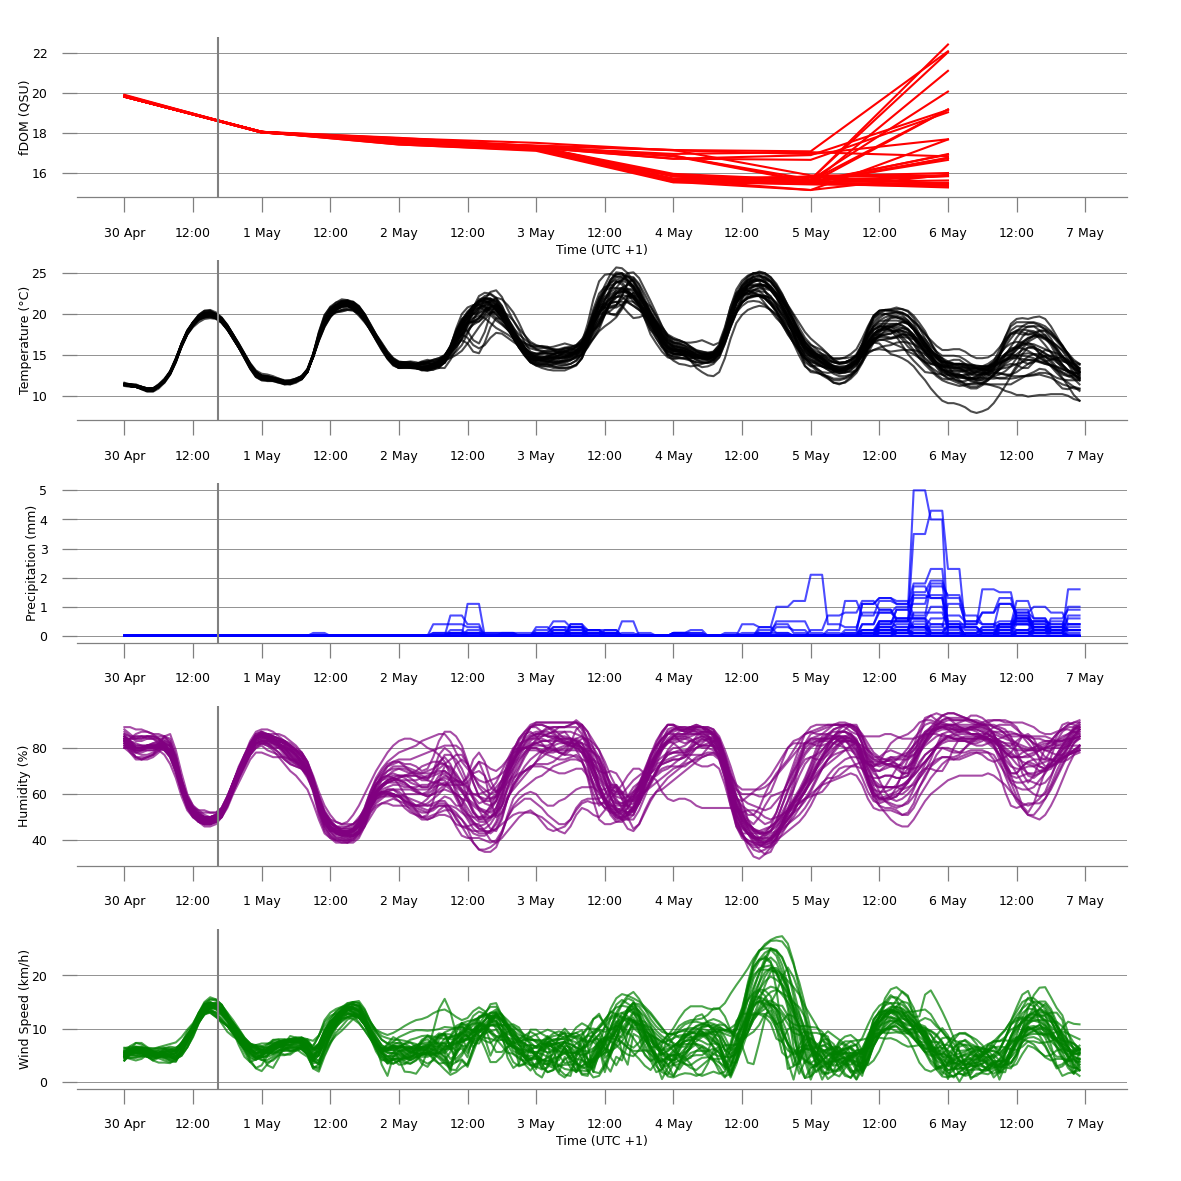 22
20
18
16
fDOM (QSU)
30 Apr 12:00 1 May 12:00 2 May 12:00 3 May 12:00 4 May 12:00 5 May 12:00 6 May 12:00 7 May
Time (UTC +1)
25
20
15
10
Temperature (°C)
30 Apr 12:00 1 May 12:00 2 May 12:00 3 May 12:00 4 May 12:00 5 May 12:00 6 May 12:00 7 May
5
4
3
2
1
0
Precipitation (mm)
30 Apr 12:00 1 May 12:00 2 May 12:00 3 May 12:00 4 May 12:00 5 May 12:00 6 May 12:00 7 May
80
60
40
Humidity (%)
30 Apr 12:00 1 May 12:00 2 May 12:00 3 May 12:00 4 May 12:00 5 May 12:00 6 May 12:00 7 May
20
10
0
Wind Speed (km/h)
30 Apr 12:00 1 May 12:00 2 May 12:00 3 May 12:00 4 May 12:00 5 May 12:00 6 May 12:00 7 May
Time (UTC +1)